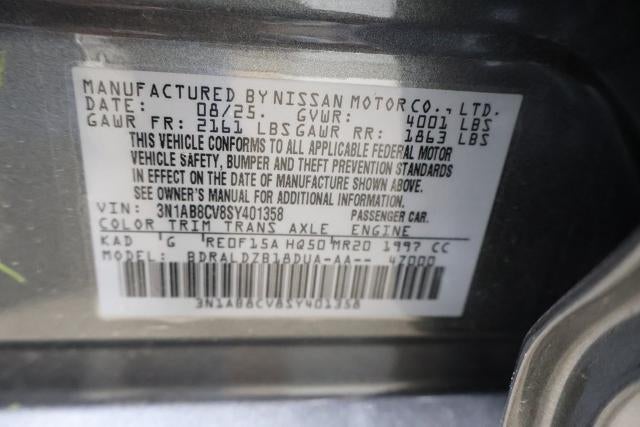 MANUFACTURED BY NISSAN MOTOR CO., LTD.
08/25. GVWR: 4001 LBS
GAWR FR: 2161 LBS GAWR RR: 1863 LBS
THIS VEHICLE CONFORMS TO ALL APPLICABLE FEDERAL MOTOR
VEHICLE SAFETY, BUMPER AND THEFT PREVENTION STANDARDS
IN EFFECT ON THE DATE OF MANUFACTURE SHOWN ABOVE.
SEE OWNER'S MANUAL FOR ADDITIONAL INFORMATION.
VIN: 3N1AB8CV8SY401358 PASSENGER CAR.
COLOR TRIM TRANS AXLE ENGINE
KAD G RE0F15A HQ50 MR20 1997 CC
MODEL: BDRALDZB18DUA-AA-- 47000
3N1AB8CV8SY401358